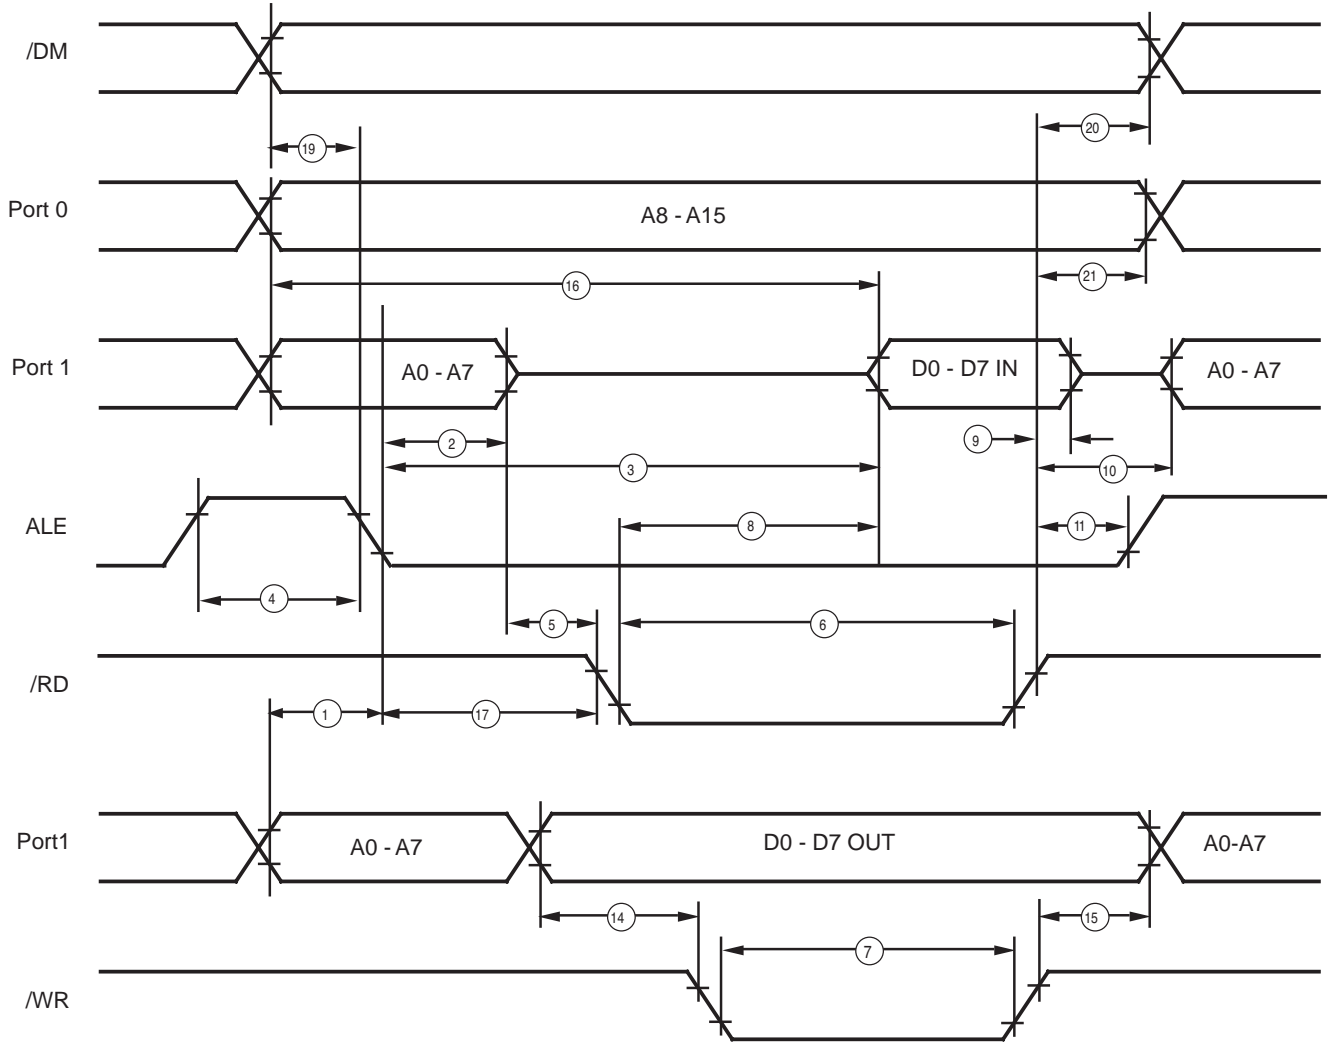 /DM
19
20
Port 0
A8 - A15
16
21
Port 1
A0 - A7
D0 - D7 IN
A0 - A7
2
9
3
10
ALE
8
11
4
5
6
/RD
1
17
Port1
A0 - A7
D0 - D7 OUT
A0-A7
14
15
7
/WR